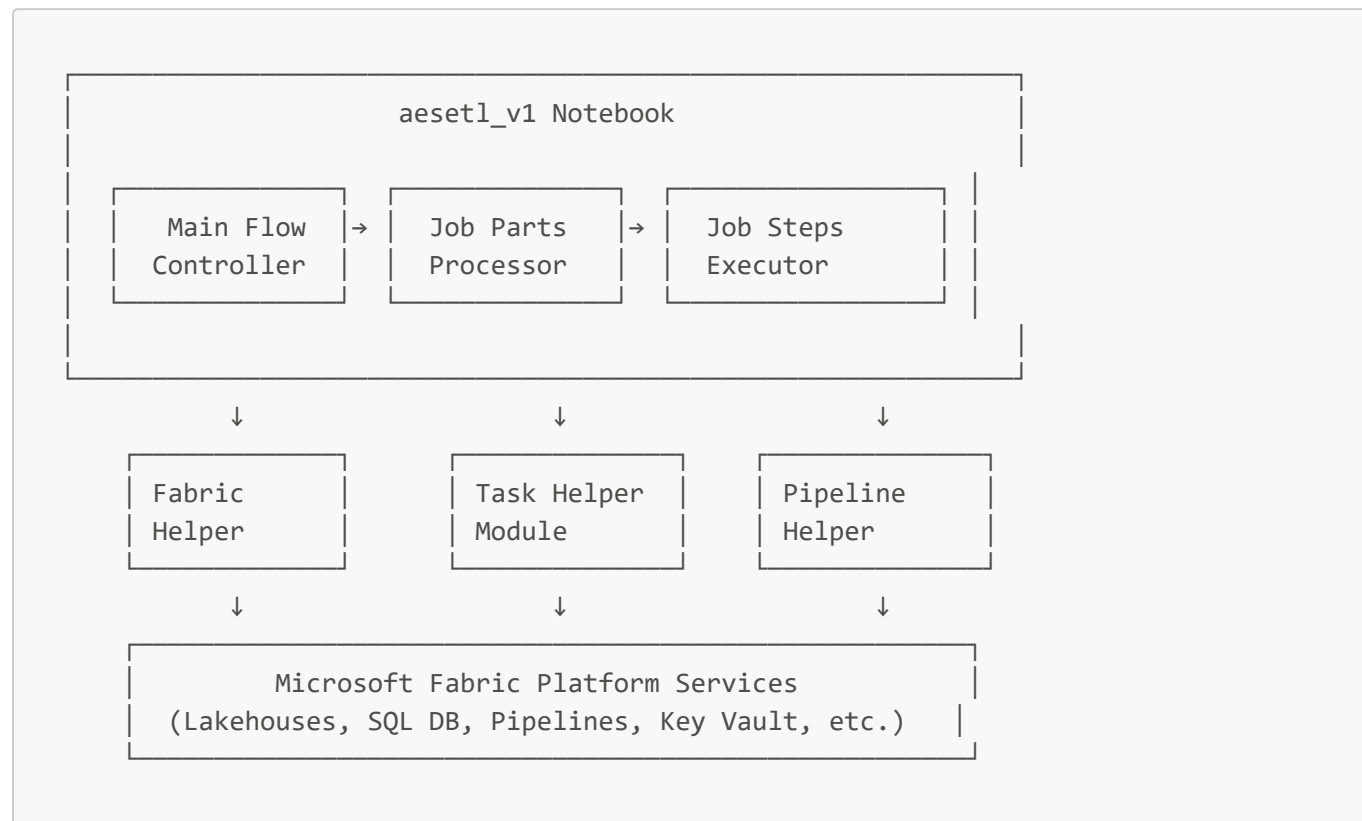 aesetl_v1 Notebook
Main Flow → Job Parts → Job Steps
Controller Processor Executor
↓ ↓ ↓
Fabric Task Helper Pipeline
Helper Module Helper
↓ ↓ ↓
Microsoft Fabric Platform Services
(Lakehouses, SQL DB, Pipelines, Key Vault, etc.)